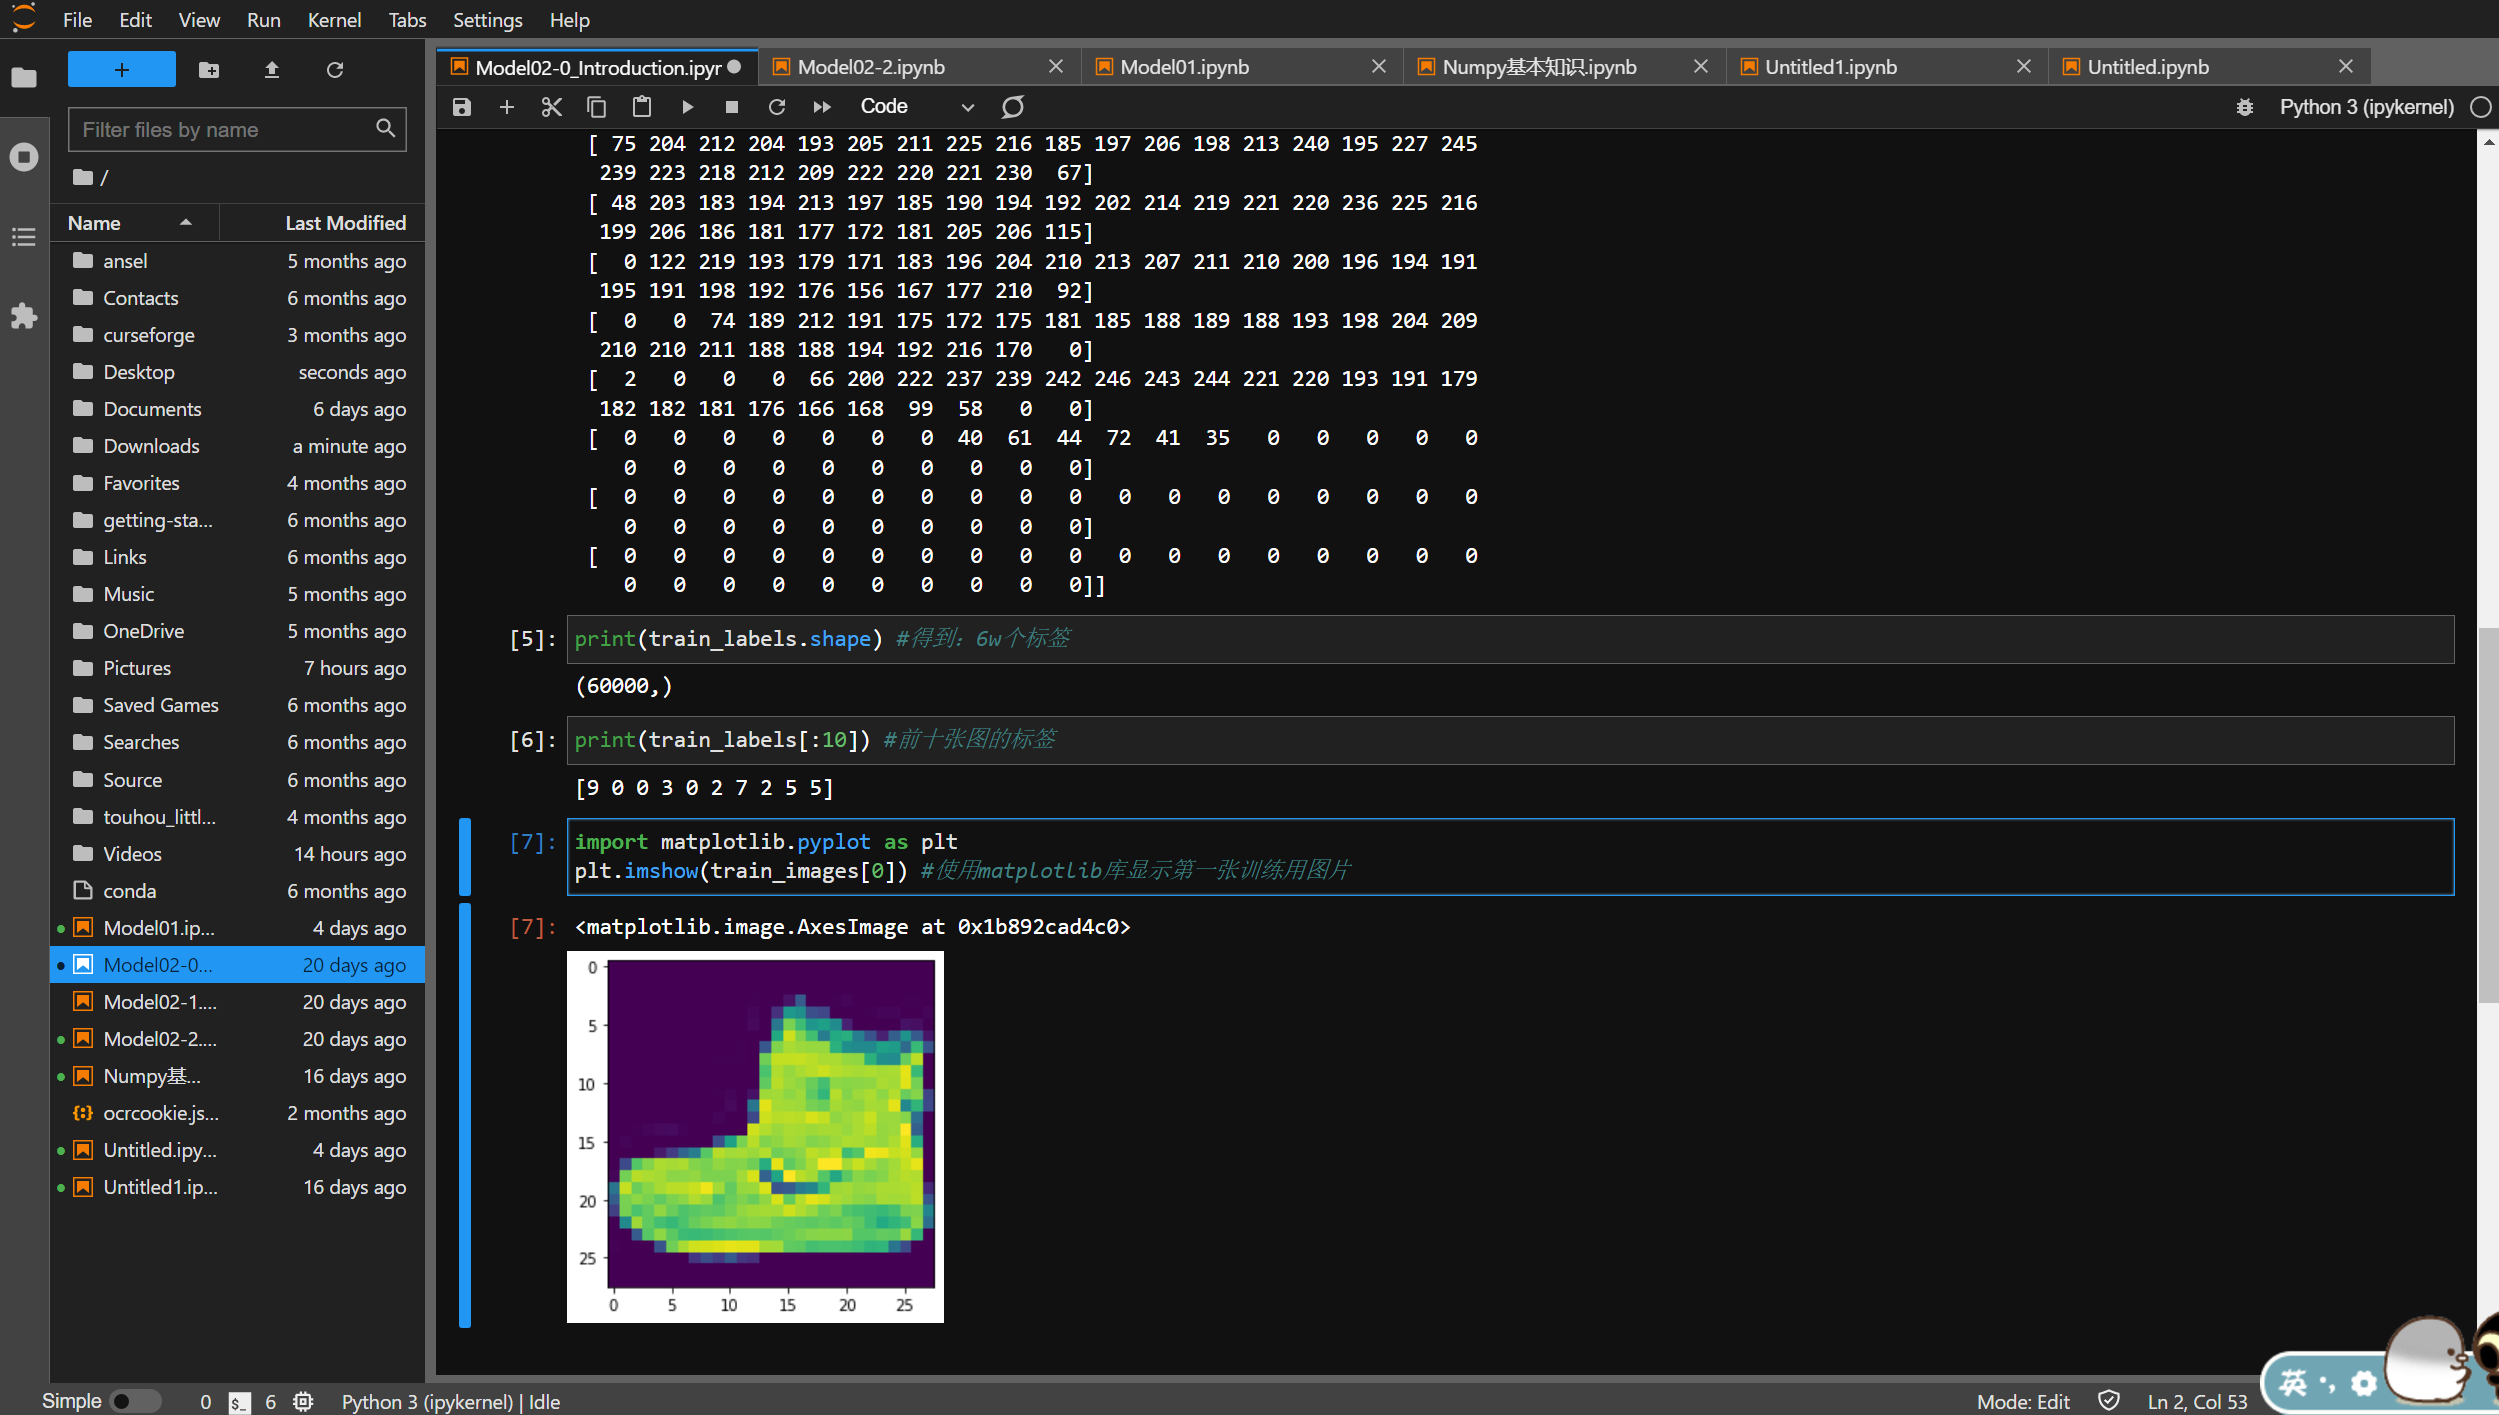 File Edit View Run Kernel Tabs Settings Help
Model02-0_Introduction.ipyr Model02-2.ipynb Model01.ipynb Numpy基本知识.ipynb Untitled1.ipynb Untitled.ipynb
Code Python 3 (ipykernel)
Filter files by name
/
Name Last Modified
ansel 5 months ago
Contacts 6 months ago
curseforge 3 months ago
Desktop seconds ago
Documents 6 days ago
Downloads a minute ago
Favorites 4 months ago
getting-sta... 6 months ago
Links 6 months ago
Music 5 months ago
OneDrive 5 months ago
Pictures 7 hours ago
Saved Games 6 months ago
Searches 6 months ago
Source 6 months ago
touhou_littl... 4 months ago
Videos 14 hours ago
conda 6 months ago
Model01.ip... 4 days ago
Model02-0... 20 days ago
Model02-1.... 20 days ago
Model02-2.... 20 days ago
Numpy基... 16 days ago
ocrcookie.js... 2 months ago
Untitled.ipy... 4 days ago
Untitled1.ip... 16 days ago
[ 75 204 212 204 193 205 211 225 216 185 197 206 198 213 240 195 227 245
239 223 218 212 209 222 220 221 230 67]
[ 48 203 183 194 213 197 185 190 194 192 202 214 219 221 220 236 225 216
199 206 186 181 177 172 181 205 206 115]
[ 0 122 219 193 179 171 183 196 204 210 213 207 211 210 200 196 194 191
195 191 198 192 176 156 167 177 210 92]
[ 0 0 74 189 212 191 175 172 175 181 185 188 189 188 193 198 204 209
210 210 211 188 188 194 192 216 170 0]
[ 2 0 0 0 66 200 222 237 239 242 246 243 244 221 220 193 191 179
182 182 181 176 166 168 99 58 0 0]
[ 0 0 0 0 0 0 0 40 61 44 72 41 35 0 0 0 0 0
0 0 0 0 0 0 0 0 0 0]
[ 0 0 0 0 0 0 0 0 0 0 0 0 0 0 0 0 0 0
0 0 0 0 0 0 0 0 0 0]
[ 0 0 0 0 0 0 0 0 0 0 0 0 0 0 0 0 0 0
0 0 0 0 0 0 0 0 0 0]]
[5]: print(train_labels.shape) #得到：6w个标签
(60000,)
[6]: print(train_labels[:10]) #前十张图的标签
[9 0 0 3 0 2 7 2 5 5]
[7]: import matplotlib.pyplot as plt
plt.imshow(train_images[0]) #使用matplotlib库显示第一张训练用图片
[7]: <matplotlib.image.AxesImage at 0x1b892cad4c0>
0
5
10
15
20
25
0 5 10 15 20 25
Simple 0 $_ 6 Python 3 (ipykernel) | Idle Mode: Edit Ln 2, Col 53
英